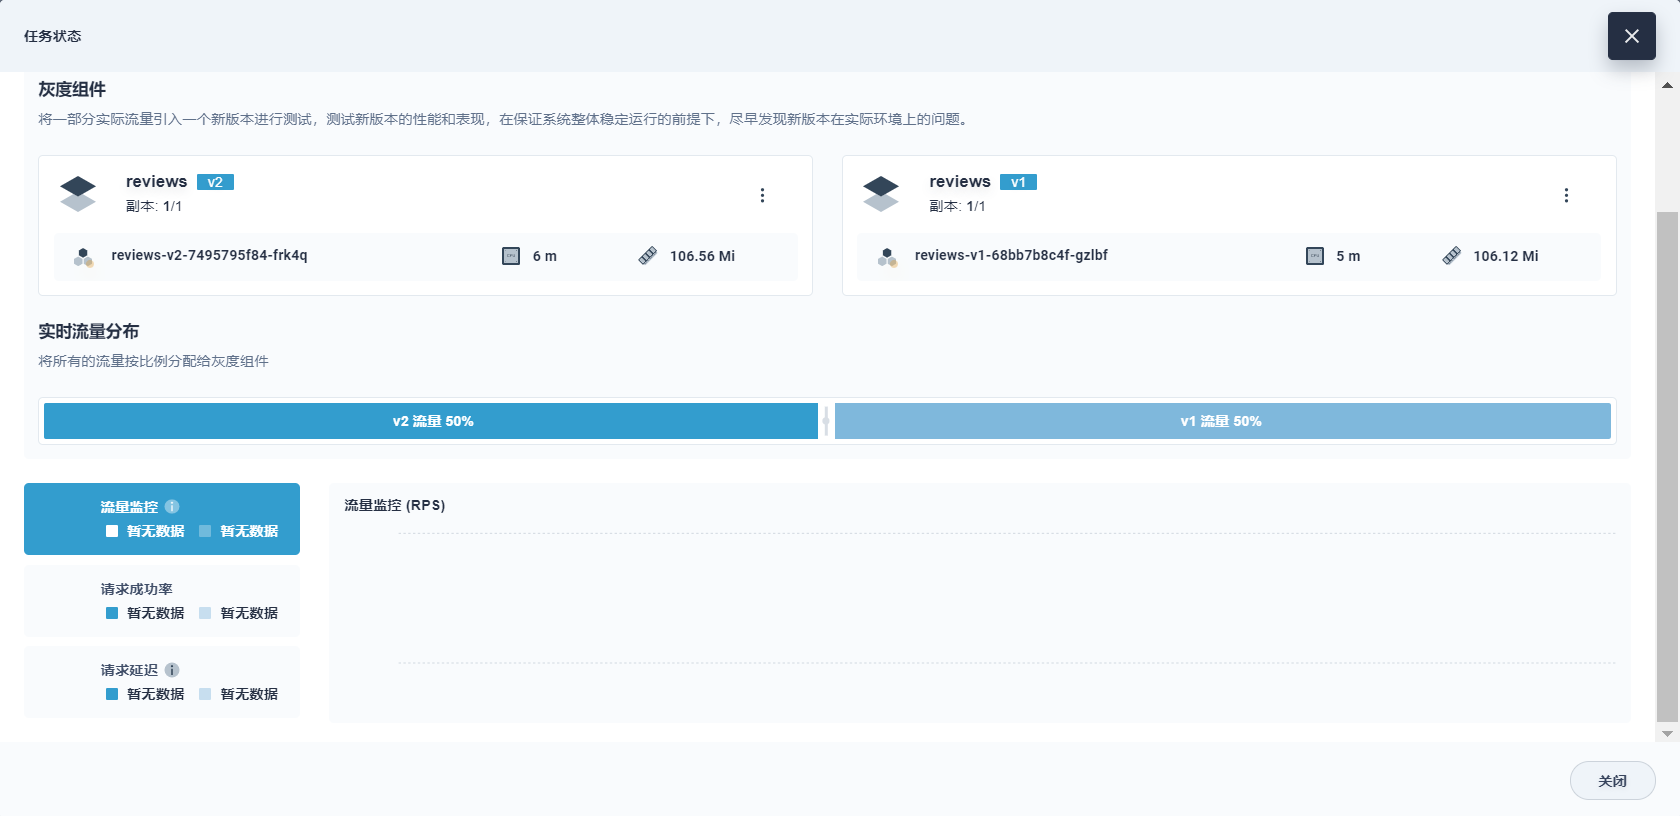 任务状态
灰度组件
将一部分实际流量引入一个新版本进行测试，测试新版本的性能和表现，在保证系统整体稳定运行的前提下，尽早发现新版本在实际环境上的问题。
reviews v2
副本: 1/1
reviews-v2-7495795f84-frk4q
CPU
6 m
106.56 Mi
reviews v1
副本: 1/1
reviews-v1-68bb7b8c4f-gzlbf
CPU
5 m
106.12 Mi
实时流量分布
将所有的流量按比例分配给灰度组件
v2 流量 50%
v1 流量 50%
流量监控
暂无数据 暂无数据
请求成功率
暂无数据 暂无数据
请求延迟
暂无数据 暂无数据
流量监控 (RPS)
关闭